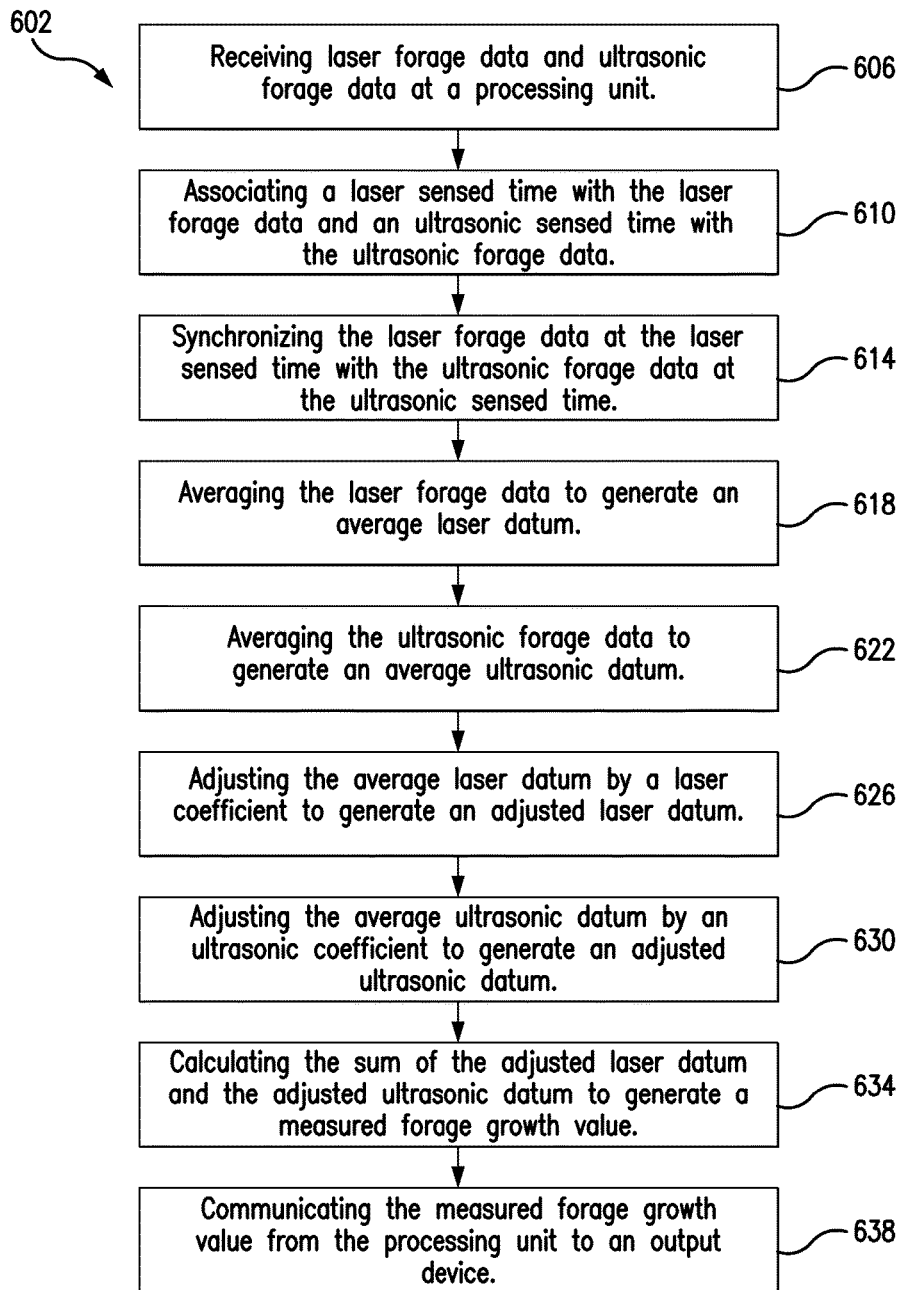 602
Receiving laser forage data and ultrasonic
forage data at a processing unit.
606
Associating a laser sensed time with the laser
forage data and an ultrasonic sensed time with
the ultrasonic forage data.
610
Synchronizing the laser forage data at the laser
sensed time with the ultrasonic forage data at
the ultrasonic sensed time.
614
Averaging the laser forage data to generate an
average laser datum.
618
Averaging the ultrasonic forage data to
generate an average ultrasonic datum.
622
Adjusting the average laser datum by a laser
coefficient to generate an adjusted laser datum.
626
Adjusting the average ultrasonic datum by an
ultrasonic coefficient to generate an adjusted
ultrasonic datum.
630
Calculating the sum of the adjusted laser datum
and the adjusted ultrasonic datum to generate a
measured forage growth value.
634
Communicating the measured forage growth
value from the processing unit to an output
device.
638